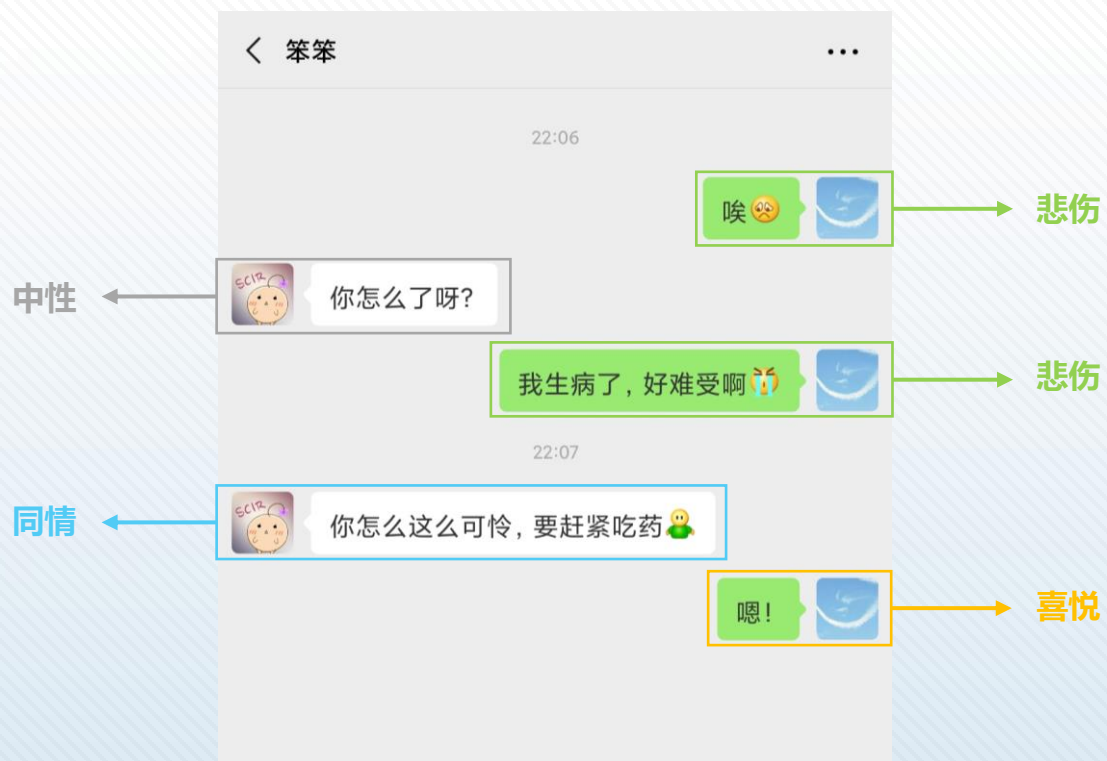 笨笨
22:06
唉
悲伤
SCIR
你怎么了呀?
中性
我生病了, 好难受啊
悲伤
22:07
SCIR
你怎么这么可怜, 要赶紧吃药
同情
嗯!
喜悦